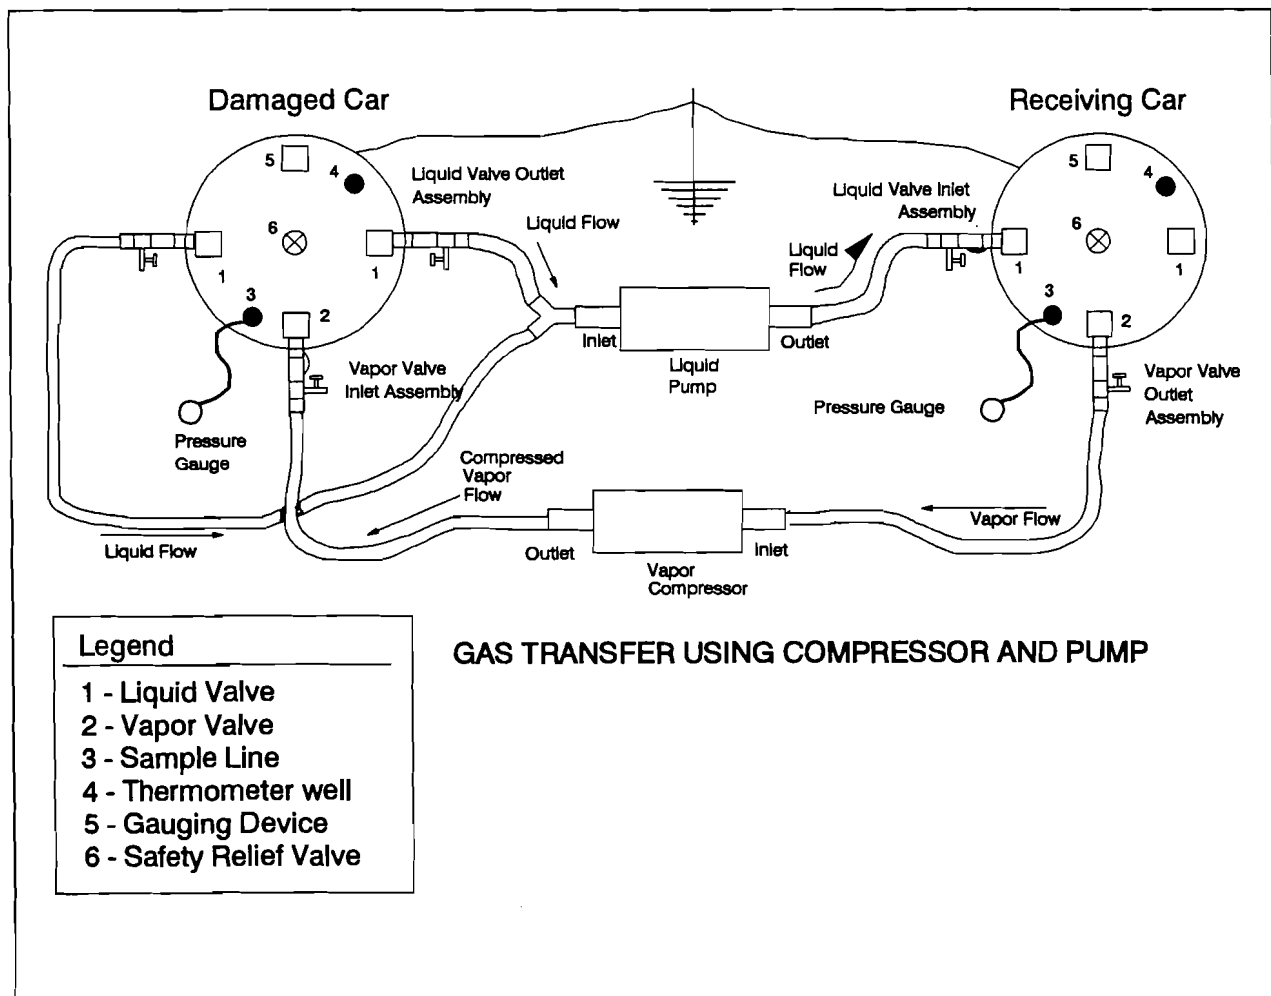 Damaged Car
Receiving Car
5
4
6
1
1
3
2
Liquid Valve Outlet
Assembly
Liquid Flow
Liquid Valve Inlet
Assembly
Liquid
Flow
5
4
6
1
1
3
2
Inlet
Liquid
Pump
Outlet
Vapor Valve
Inlet Assembly
Pressure
Gauge
Pressure Gauge
Vapor Valve
Outlet
Assembly
Compressed
Vapor
Flow
Vapor Flow
Liquid Flow
Outlet
Inlet
Vapor
Compressor
Legend
1 - Liquid Valve
2 - Vapor Valve
3 - Sample Line
4 - Thermometer well
5 - Gauging Device
6 - Safety Relief Valve
GAS TRANSFER USING COMPRESSOR AND PUMP